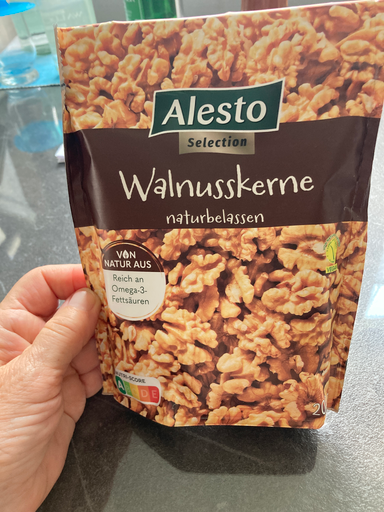 Alesto
Selection
Walnusskerne
naturbelassen
VON
NATUR AUS
Reich an
Omega-3-
Fettsäuren
NUTRI-SCORE
A
D E